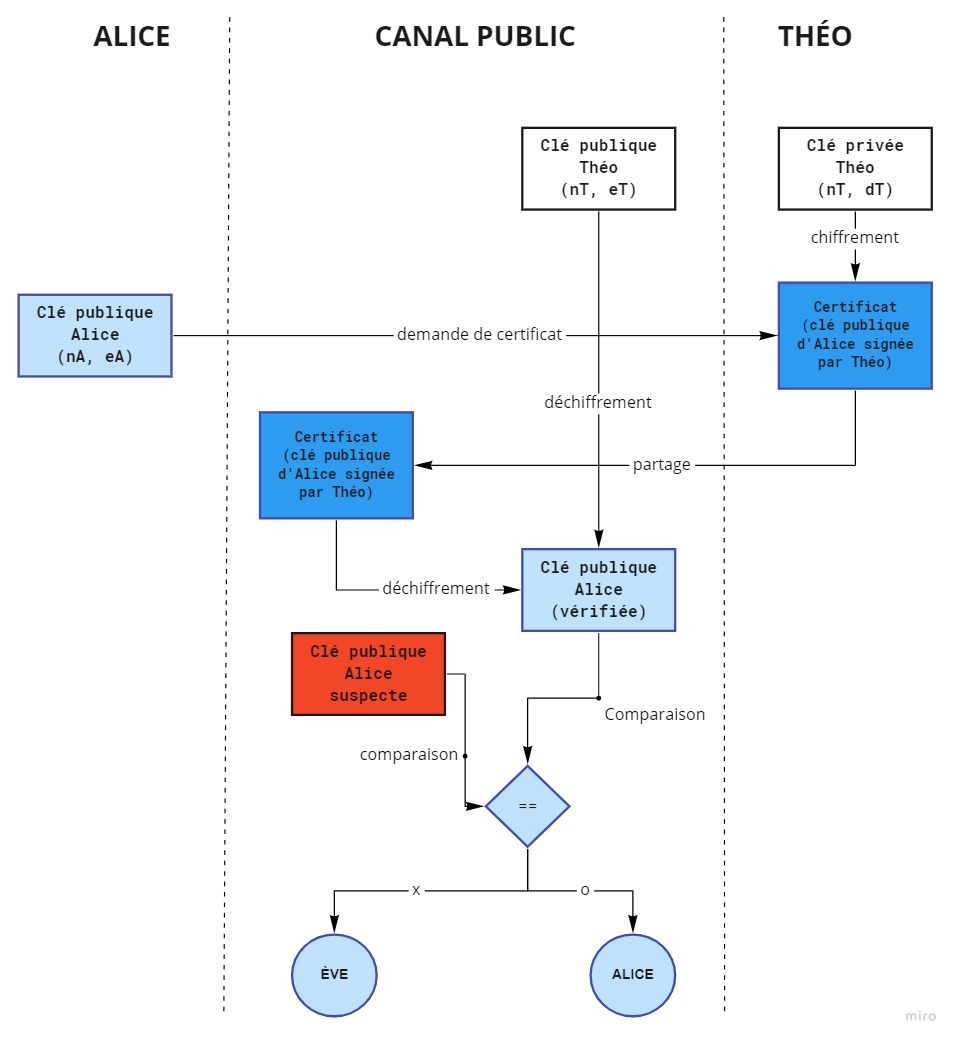 ALICE
CANAL PUBLIC
THÉO
Clé publique
Théo
(nT, eT)
Clé privée
Théo
(nT, dT)
chiffrement
Clé publique
Alice
(nA, eA)
demande de certificat
Certificat
(clé publique
d'Alice signée
par Théo)
déchiffrement
Certificat
(clé publique
d'Alice signée
par Théo)
partage
déchiffrement
Clé publique
Alice
(vérifiée)
Clé publique
Alice
suspecte
Comparaison
comparaison
==
X
O
ÈVE
ALICE
miro